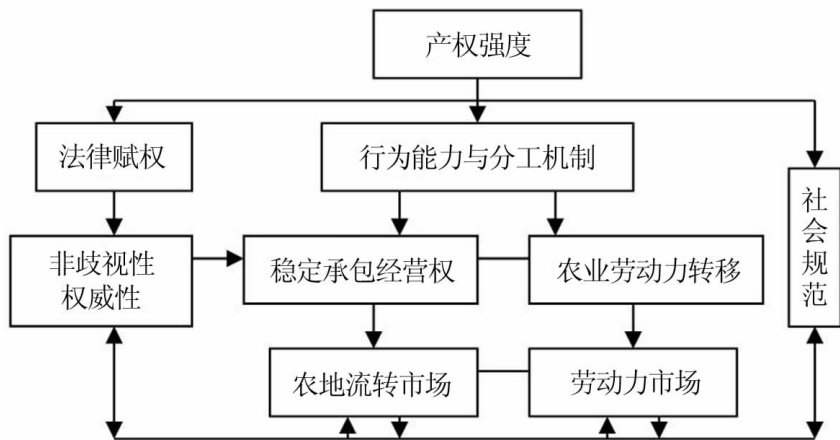 产权强度
法律赋权
行为能力与分工机制
社会规范
非歧视性
权威性
稳定承包经营权
农业劳动力转移
农地流转市场
劳动力市场